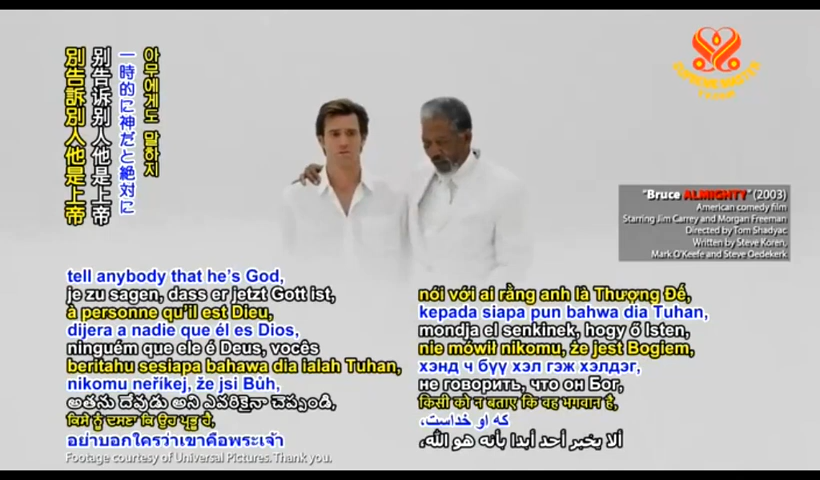 아무에게도 말하지
一時的に神だと絶対に
别告诉别人他是上帝
別告訴別人他是上帝
SUPREME MASTER
"Bruce ALMIGHTY" (2003)
American comedy film
Starring Jim Carrey and Morgan Freeman
Directed by Tom Shadyac
Written by Steve Koren,
Mark O'Keefe and Steve Oedekerk
tell anybody that he's God,
je zu sagen, dass er jetzt Gott ist,
à personne qu'il est Dieu,
dijera a nadie que él es Dios,
ninguém que ele é Deus, vocês
beritahu sesiapa bahawa dia ialah Tuhan,
nikomu neříkej, že jsi Bůh,
అతను దేవుడు అని ఎవరికైనా చెప్పండి,
ਕਿਸੇ ਨੂੰ ਦਸਣਾ ਕਿ ਉਹ ਪ੍ਰਭੂ ਹੈ,
อย่าบอกใครว่าเขาคือพระเจ้า
nói với ai rằng anh là Thượng Đế,
kepada siapa pun bahwa dia Tuhan,
mondja el senkinek, hogy ő Isten,
nie mówił nikomu, że jest Bogiem,
хэнд ч бүү хэл гэж хэлдэг,
не говорить, что он Бог,
किसी को न बताए कि वह भगवान है,
که او خداست،
ألا يخبر أحد أبدا بأنه هو الله،
Footage courtesy of Universal Pictures. Thank you.